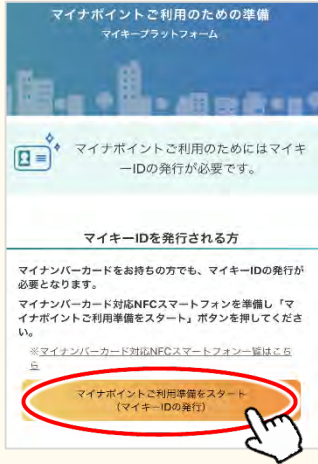 マイナポイントご利用のための準備
マイキープラットフォーム
マイナポイントご利用のためにはマイキ
ーIDの発行が必要です。
マイキーIDを発行される方
マイナンバーカードをお持ちの方でも、マイキーIDの発行が
必要となります。
マイナンバーカード対応NFCスマートフォンを準備し「マ
イナポイントご利用準備をスタート」ボタンを押してくださ
い。
※マイナンバーカード対応NFCスマートフォン一覧はこち
ら
マイナポイントご利用準備をスタート
（マイキーIDの発行）